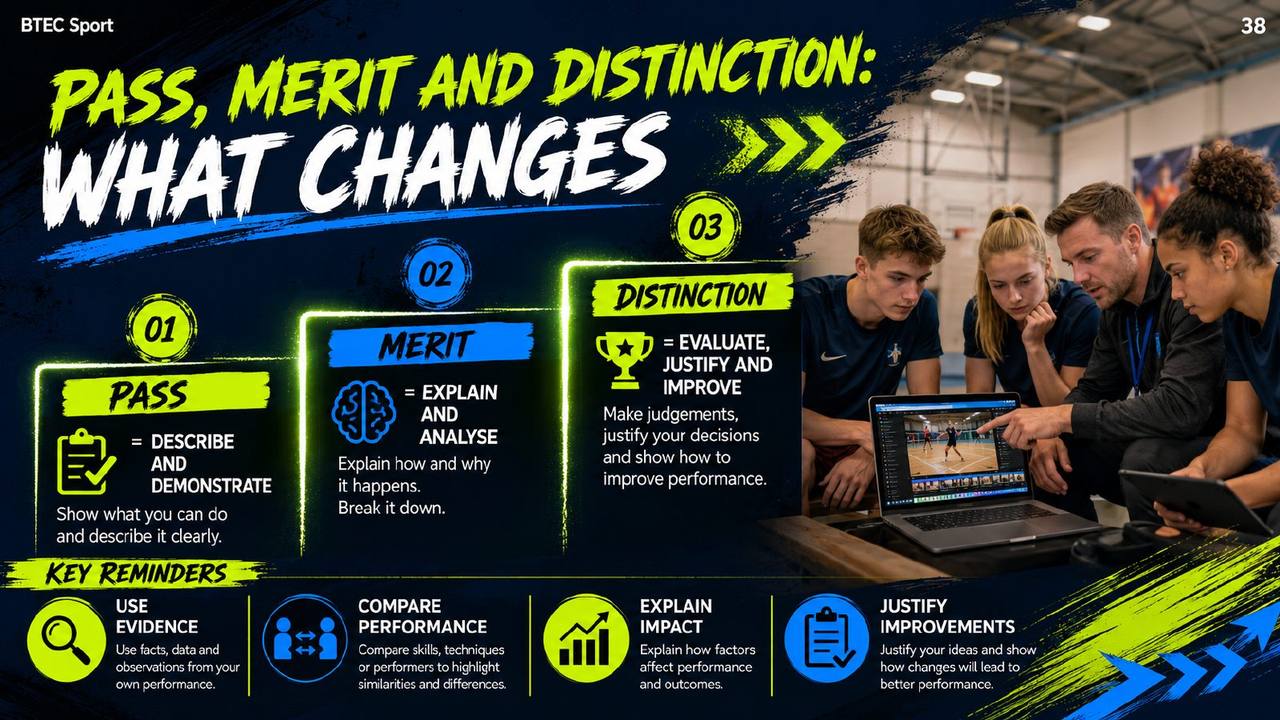 BTEC Sport
38
PASS, MERIT AND DISTINCTION:
WHAT CHANGES
01
PASS
= DESCRIBE
AND
DEMONSTRATE
Show what you can do
and describe it clearly.
02
MERIT
= EXPLAIN
AND
ANALYSE
Explain how and why
it happens.
Break it down.
03
DISTINCTION
= EVALUATE,
JUSTIFY AND
IMPROVE
Make judgements,
justify your decisions
and show how to
improve performance.
KEY REMINDERS
USE
EVIDENCE
Use facts, data and
observations from your
own performance.
COMPARE
PERFORMANCE
Compare skills, techniques
or performers to highlight
similarities and differences.
EXPLAIN
IMPACT
Explain how factors
affect performance
and outcomes.
JUSTIFY
IMPROVEMENTS
Justify your ideas and show
how changes will lead to
better performance.